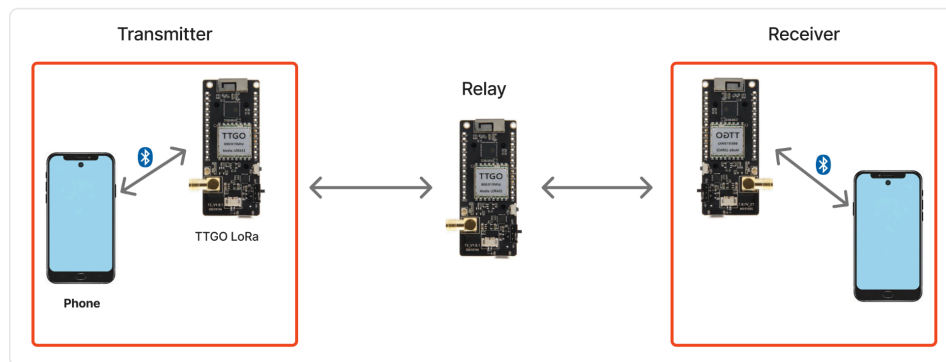 Transmitter
Receiver
Relay
TTGO
TTGO
TTGO
TTGO LoRa
Phone